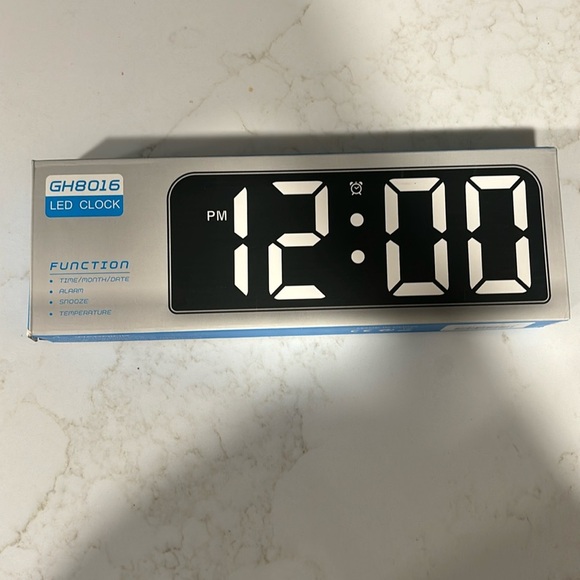 GH8016
LED CLOCK
PM 12:00
FUNCTION
• TIME/MONTH/DATE
• ALARM
• SNOOZE
• TEMPERATURE